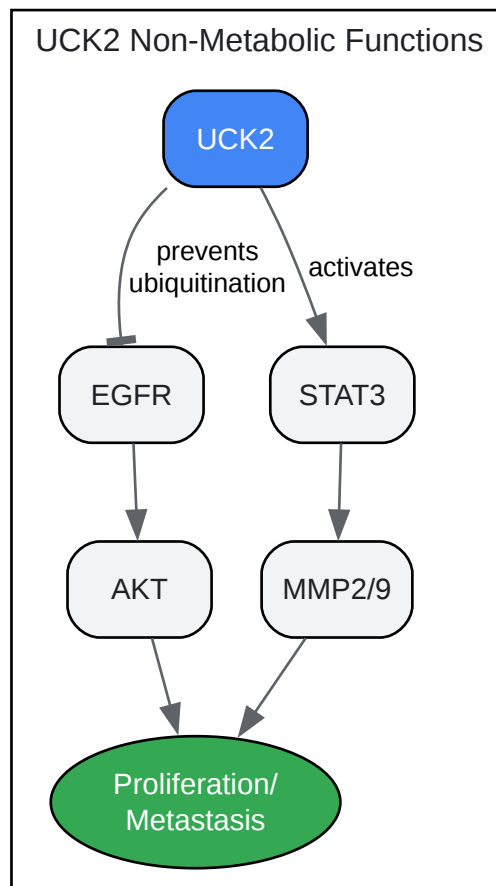 UCK2 Non-Metabolic Functions
UCK2
prevents
ubiquitination
activates
EGFR
STAT3
AKT
MMP2/9
Proliferation/
Metastasis